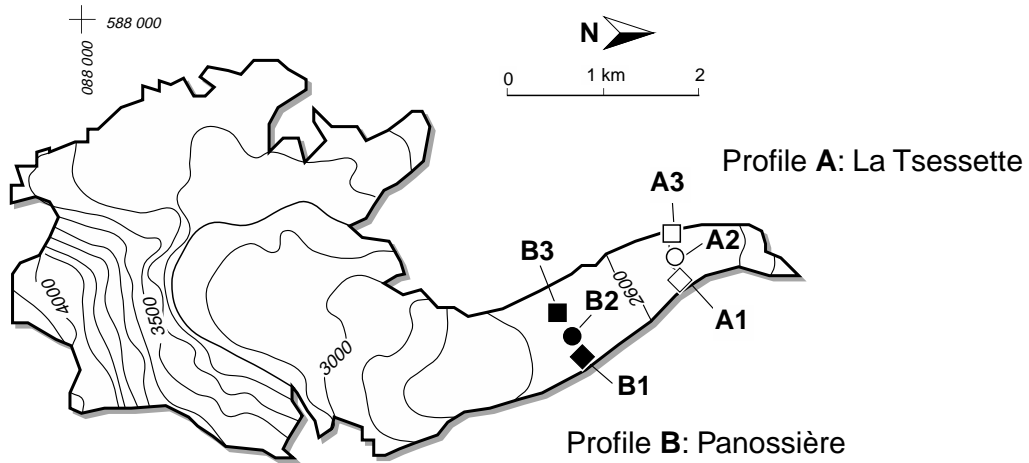 588 000
088 000
N
0 1 km 2
Profile A: La Tsessette
A3
A2
B3
2600
B2
A1
4000
3500
3000
B1
Profile B: Panossière